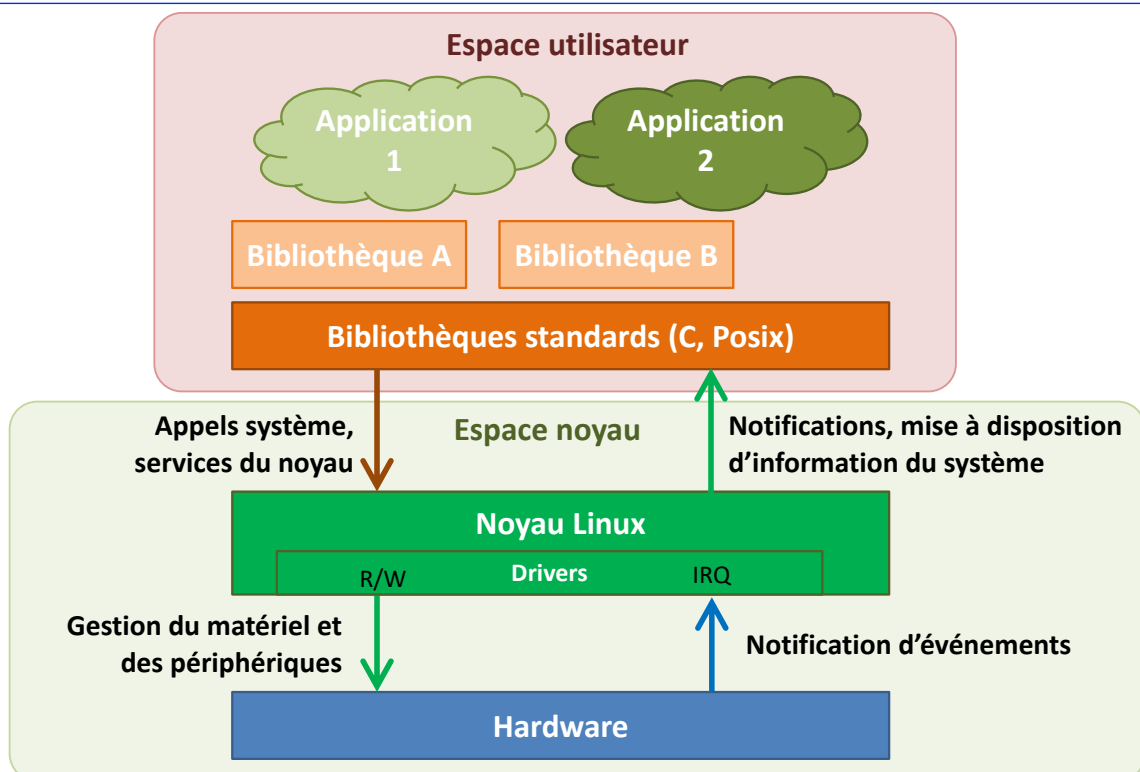 Espace utilisateur
Application
1
Application
2
Bibliothèque A
Bibliothèque B
Bibliothèques standards (C, Posix)
Appels système,
services du noyau
Espace noyau
Notifications, mise à disposition
d’information du système
Noyau Linux
R/W
Drivers
IRQ
Gestion du matériel et
des périphériques
Notification d’événements
Hardware